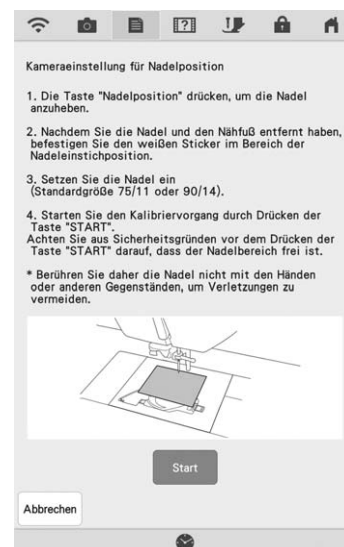 Kameraeinstellung für Nadelposition
1. Die Taste "Nadelposition" drücken, um die Nadel
anzuheben.
2. Nachdem Sie die Nadel und den Nähfuß entfernt haben,
befestigen Sie den weißen Sticker im Bereich der
Nadeleinstichposition.
3. Setzen Sie die Nadel ein
(Standardgröße 75/11 oder 90/14).
4. Starten Sie den Kalibriervorgang durch Drücken der
Taste "START".
Achten Sie aus Sicherheitsgründen vor dem Drücken der
Taste "START" darauf, dass der Nadelbereich frei ist.
* Berühren Sie daher die Nadel nicht mit den Händen
oder anderen Gegenständen, um Verletzungen zu
vermeiden.
Start
Abbrechen